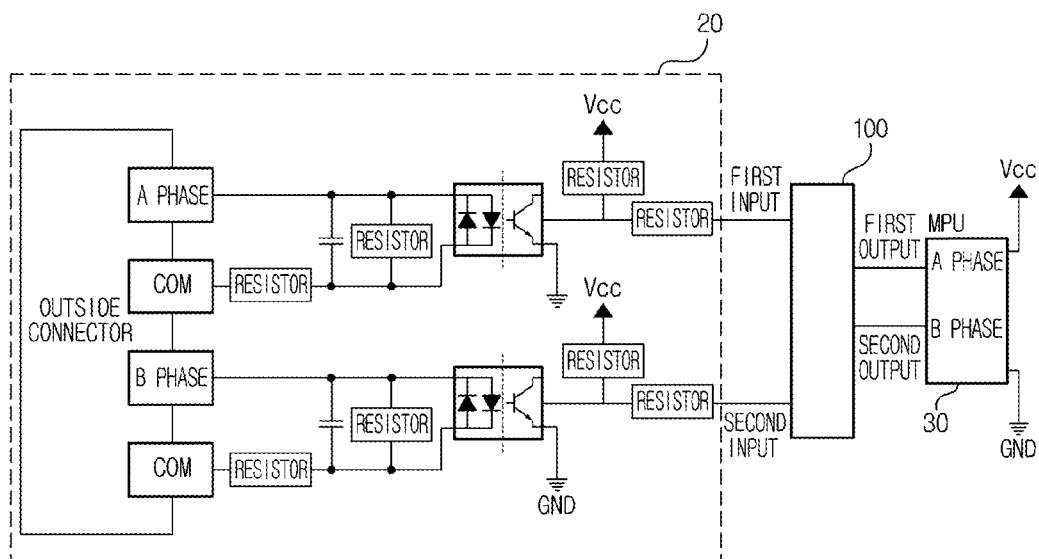 20
Vcc
RESISTOR
100
Vcc
A PHASE
RESISTOR
RESISTOR
FIRST
INPUT
FIRST
OUTPUT
MPU
A PHASE
COM
RESISTOR
OUTSIDE
CONNECTOR
Vcc
RESISTOR
B PHASE
SECOND
OUTPUT
B PHASE
RESISTOR
RESISTOR
SECOND
INPUT
30
COM
RESISTOR
GND
GND